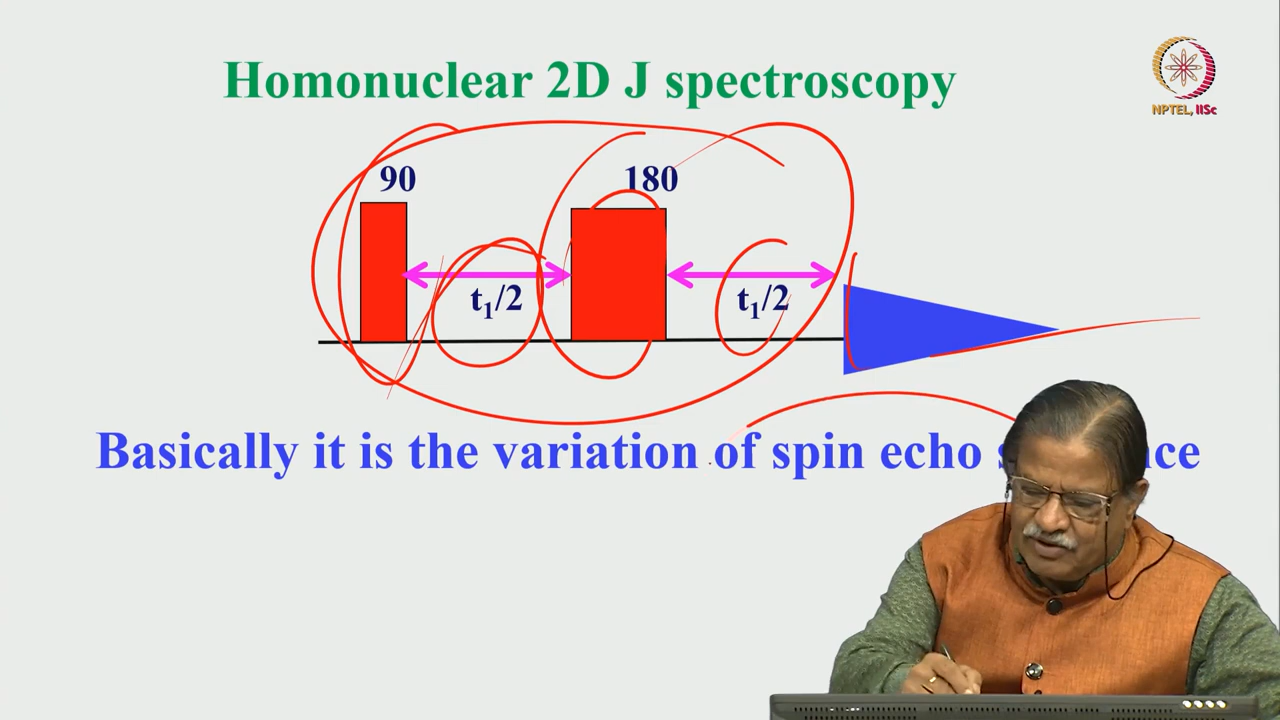 Homonuclear 2D J spectroscopy
NPTEL, IISc
90
180
t₁/2
t₁/2
Basically it is the variation of spin echo